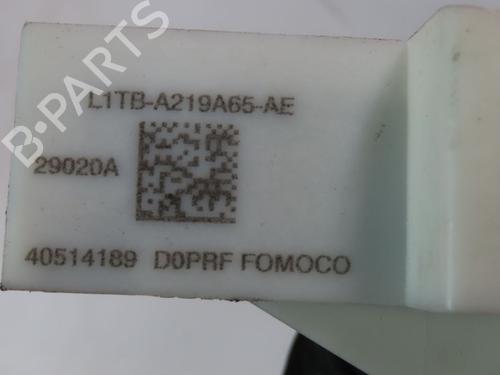 L1TB-A219A65-AE
29020A
40514189 D0PRF FOMOCO
B-PARTS